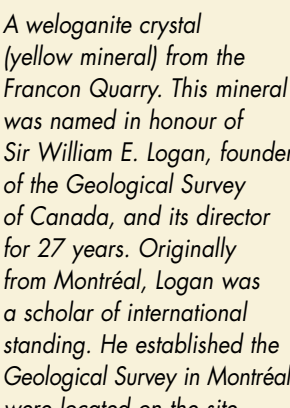 A weloganite crystal
(yellow mineral) from the
Francon Quarry. This mineral
was named in honour of
Sir William E. Logan, founder
of the Geological Survey
of Canada, and its director
for 27 years. Originally
from Montréal, Logan was
a scholar of international
standing. He established the
Geological Survey in Montréal
were located on the site